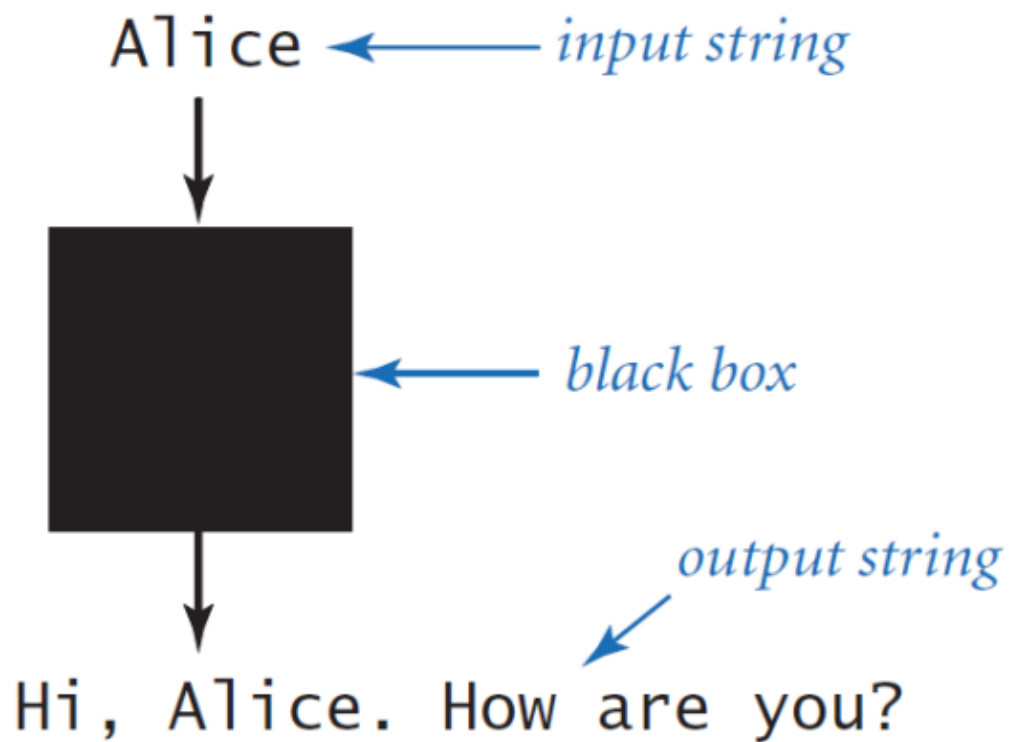 Alice
input string
black box
output string
Hi, Alice. How are you?